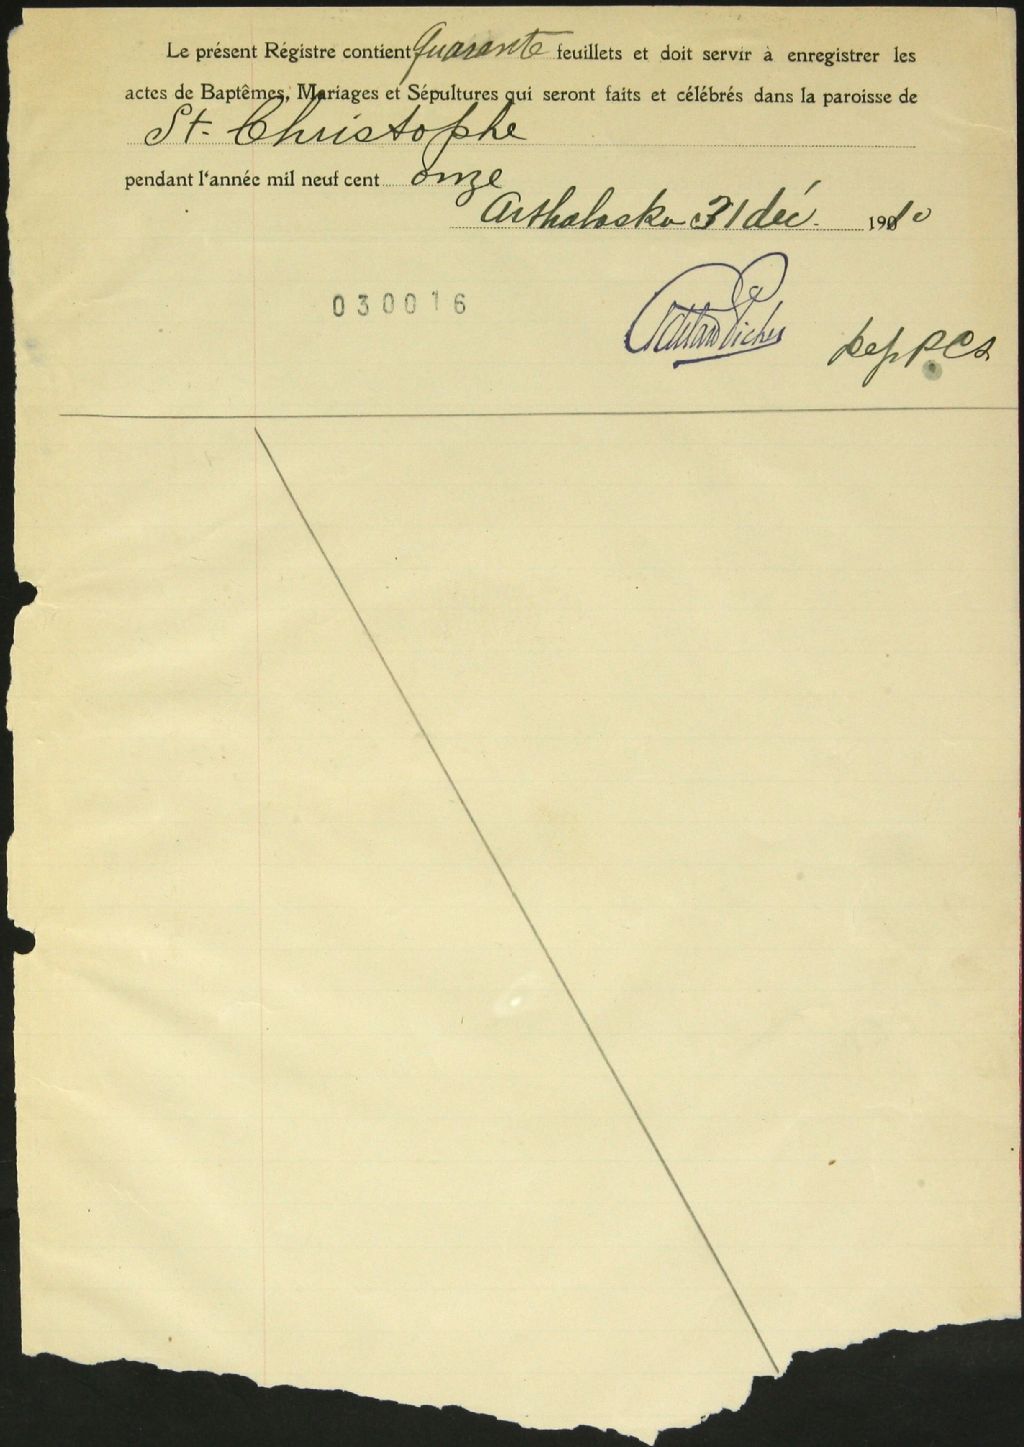 Le présent Régistre contient quarante feuillets et doit servir à enregistrer les
actes de Baptêmes, Mariages et Sépultures qui seront faits et célébrés dans la paroisse de
St. Christophe
pendant l'année mil neuf cent onze
Arthabaska 31 déc. 1910
030016
Dep P C S